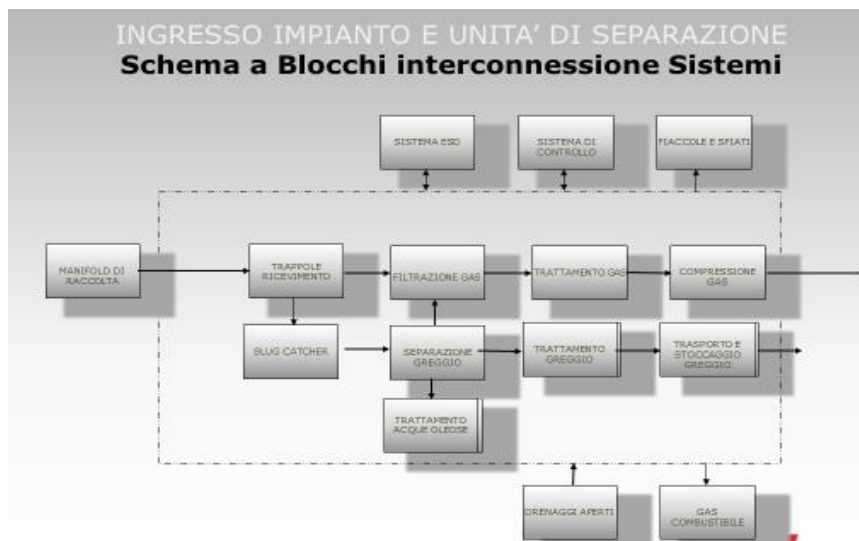 INGRESSO IMPIANTO E UNITA' DI SEPARAZIONE
Schema a Blocchi interconnessione Sistemi
SISTEMA ESD
SISTEMA DI
CONTROLLO
FIACCOLE E SFIATI
MANIFOLD DI
RACCOLTA
TRAPPOLE
RICEVIMENTO
FILTRAZIONE GAS
TRATTAMENTO GAS
COMPRESSIONE
GAS
SLUG CATCHER
SEPARAZIONE
GREGGIO
TRATTAMENTO
GREGGIO
TRASPORTO E
STOCCAGGIO
GREGGIO
TRATTAMENTO
ACQUE OLEOSE
DRENAGGI APERTI
GAS
COMBUSTIBILE